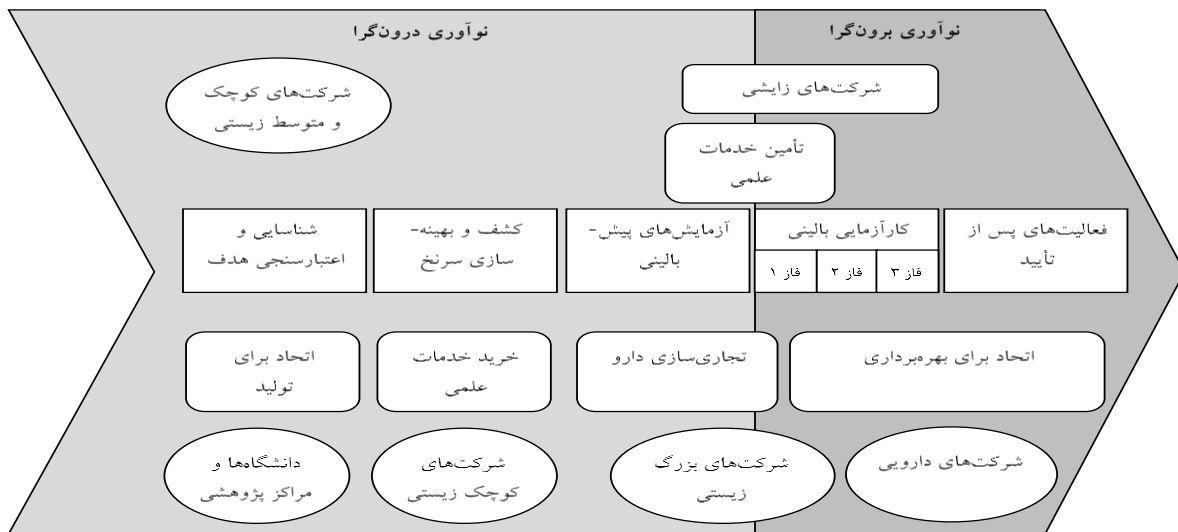 نوآوری درون‌گرا
نوآوری برون‌گرا
شرکت‌های کوچک
و متوسط زیستی
شرکت‌های زایشی
تأمین خدمات
علمی
شناسایی و
اعتبارسنجی هدف
کشف و بهینه-
سازی سرنخ
آزمایش‌های پیش-
بالینی
کارآزمایی بالینی
فاز ۱
فاز ۲
فاز ۳
فعالیت‌های پس از
تأیید
اتحاد برای
تولید
خرید خدمات
علمی
تجاری‌سازی دارو
اتحاد برای بهره‌برداری
دانشگاه‌ها و
مراکز پژوهشی
شرکت‌های
کوچک زیستی
شرکت‌های بزرگ
زیستی
شرکت‌های دارویی